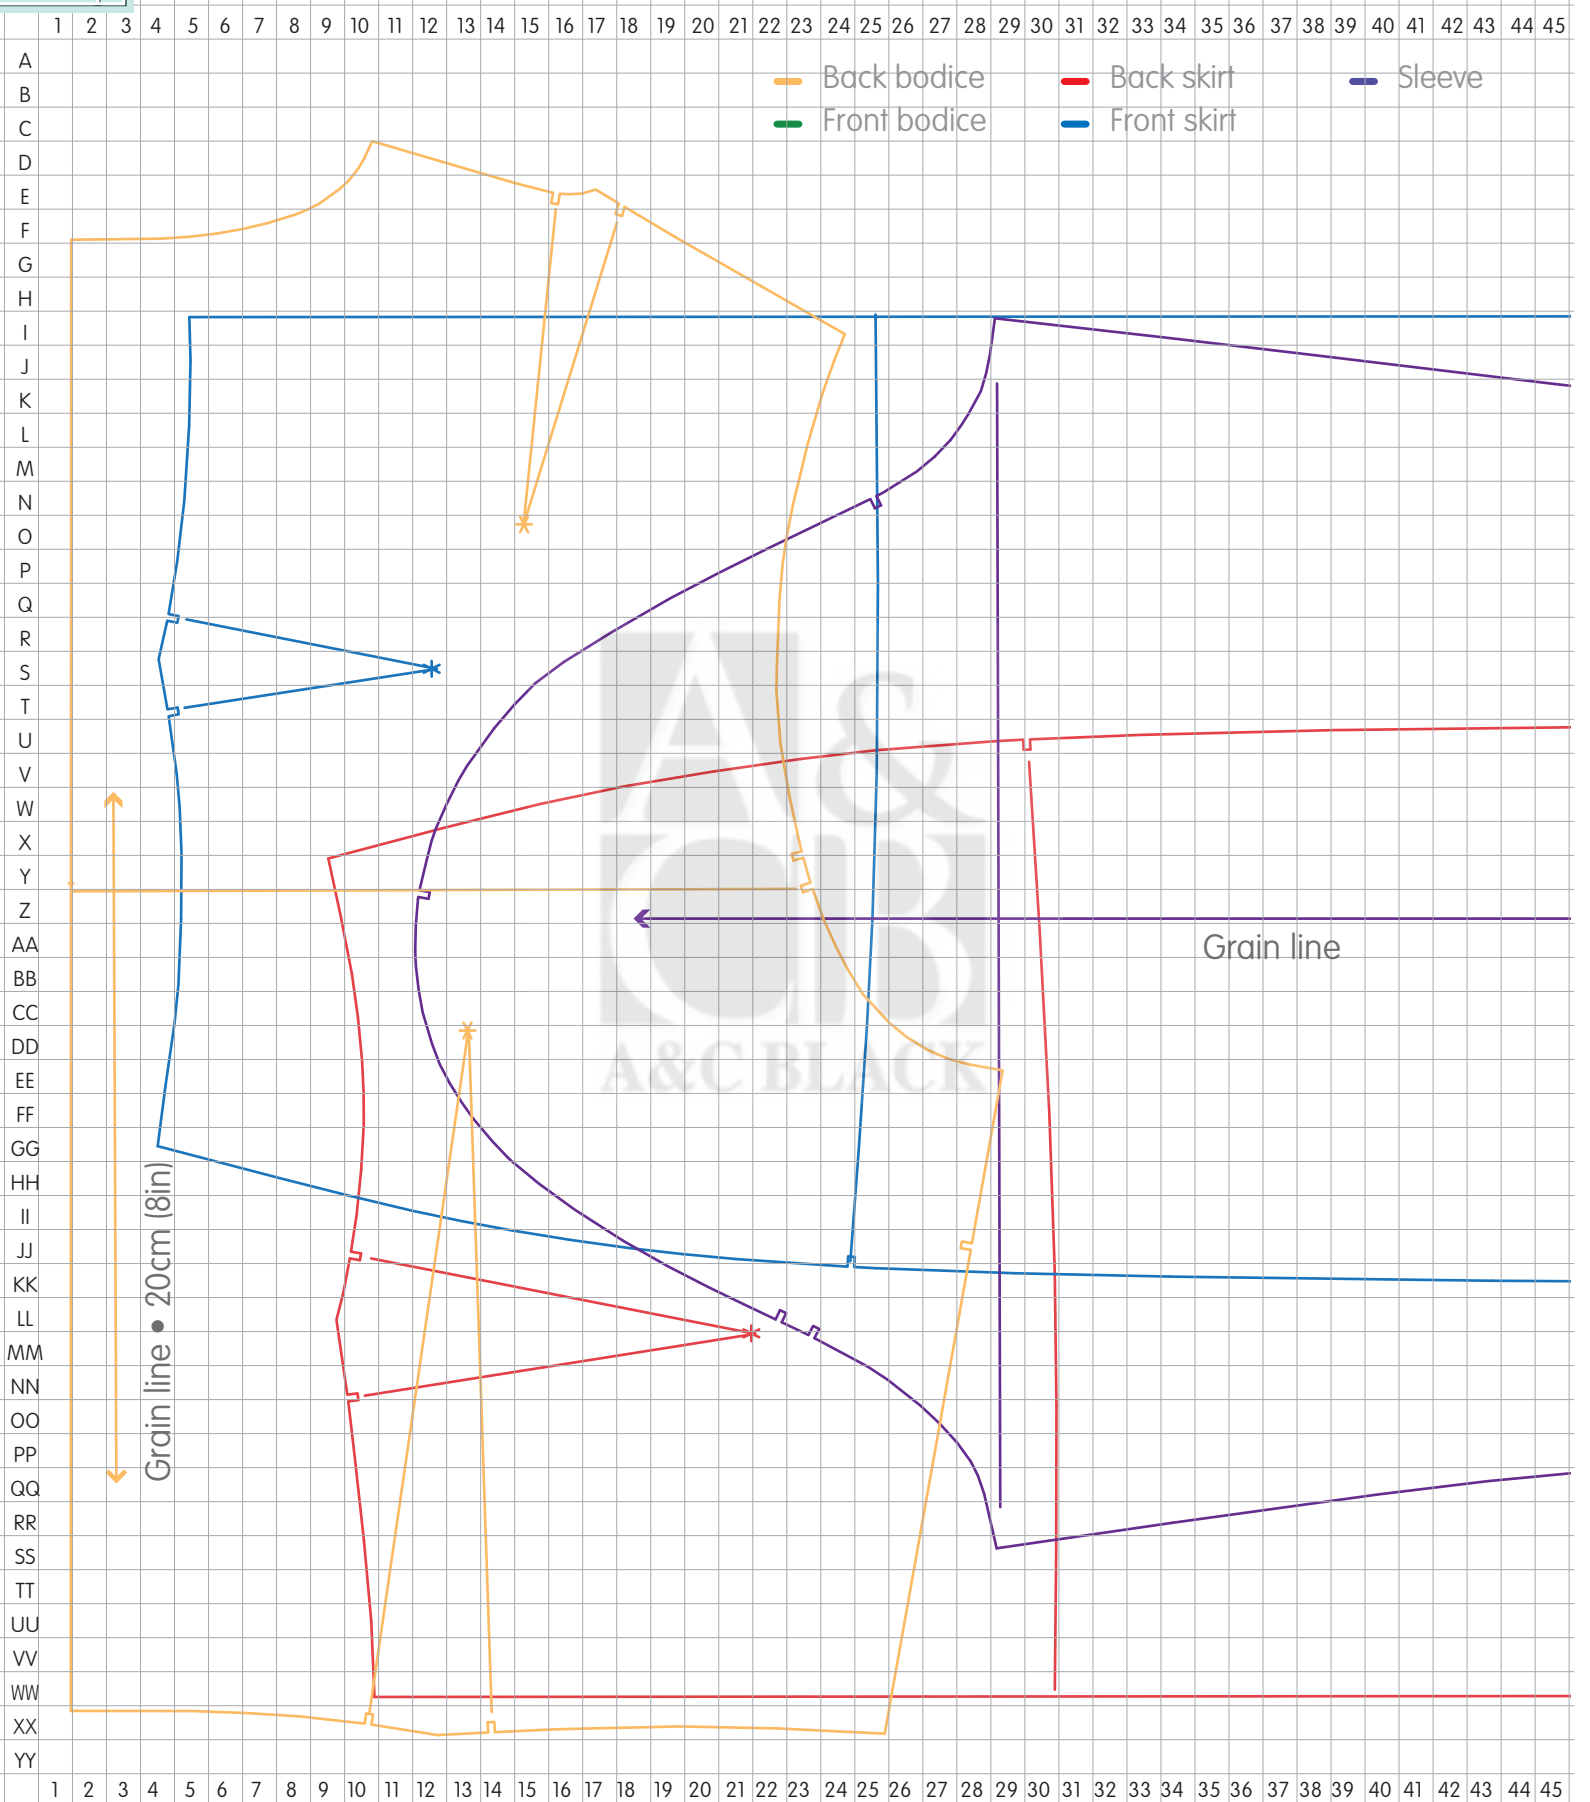 1 2 3 4 5 6 7 8 9 10 11 12 13 14 15 16 17 18 19 20 21 22 23 24 25 26 27 28 29 30 31 32 33 34 35 36 37 38 39 40 41 42 43 44 45
A
Back bodice Back skirt Sleeve
B
Front bodice Front skirt
C
D
E
F
G
H
I
J
K
L
M
N
O
P
Q
R
S
T
U
V
W
X
Y
Z
AA
Grain line
BB
CC
DD
A&C BLACK
EE
FF
GG
HH
II
JJ
KK
LL
MM
NN
OO
PP
QQ
Grain line • 20cm (8in)
RR
SS
TT
UU
VV
WW
XX
YY
1 2 3 4 5 6 7 8 9 10 11 12 13 14 15 16 17 18 19 20 21 22 23 24 25 26 27 28 29 30 31 32 33 34 35 36 37 38 39 40 41 42 43 44 45
A&
CB